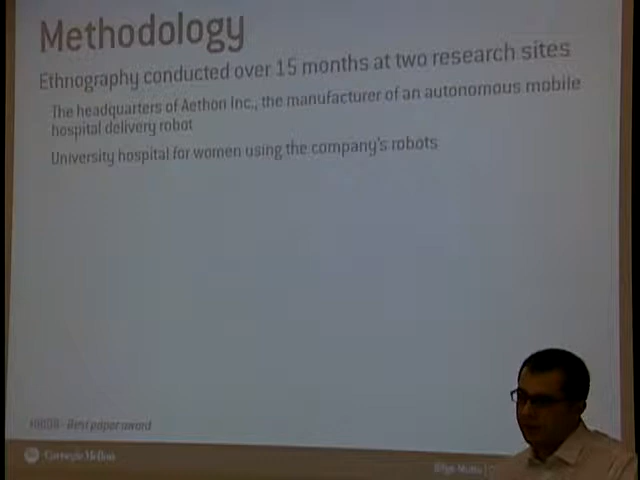 Methodology
Ethnography conducted over 15 months at two research sites
The headquarters of Aethon Inc., the manufacturer of an autonomous mobile
hospital delivery robot
University hospital for women using the company's robots
Best paper award
Carnegie Mellon